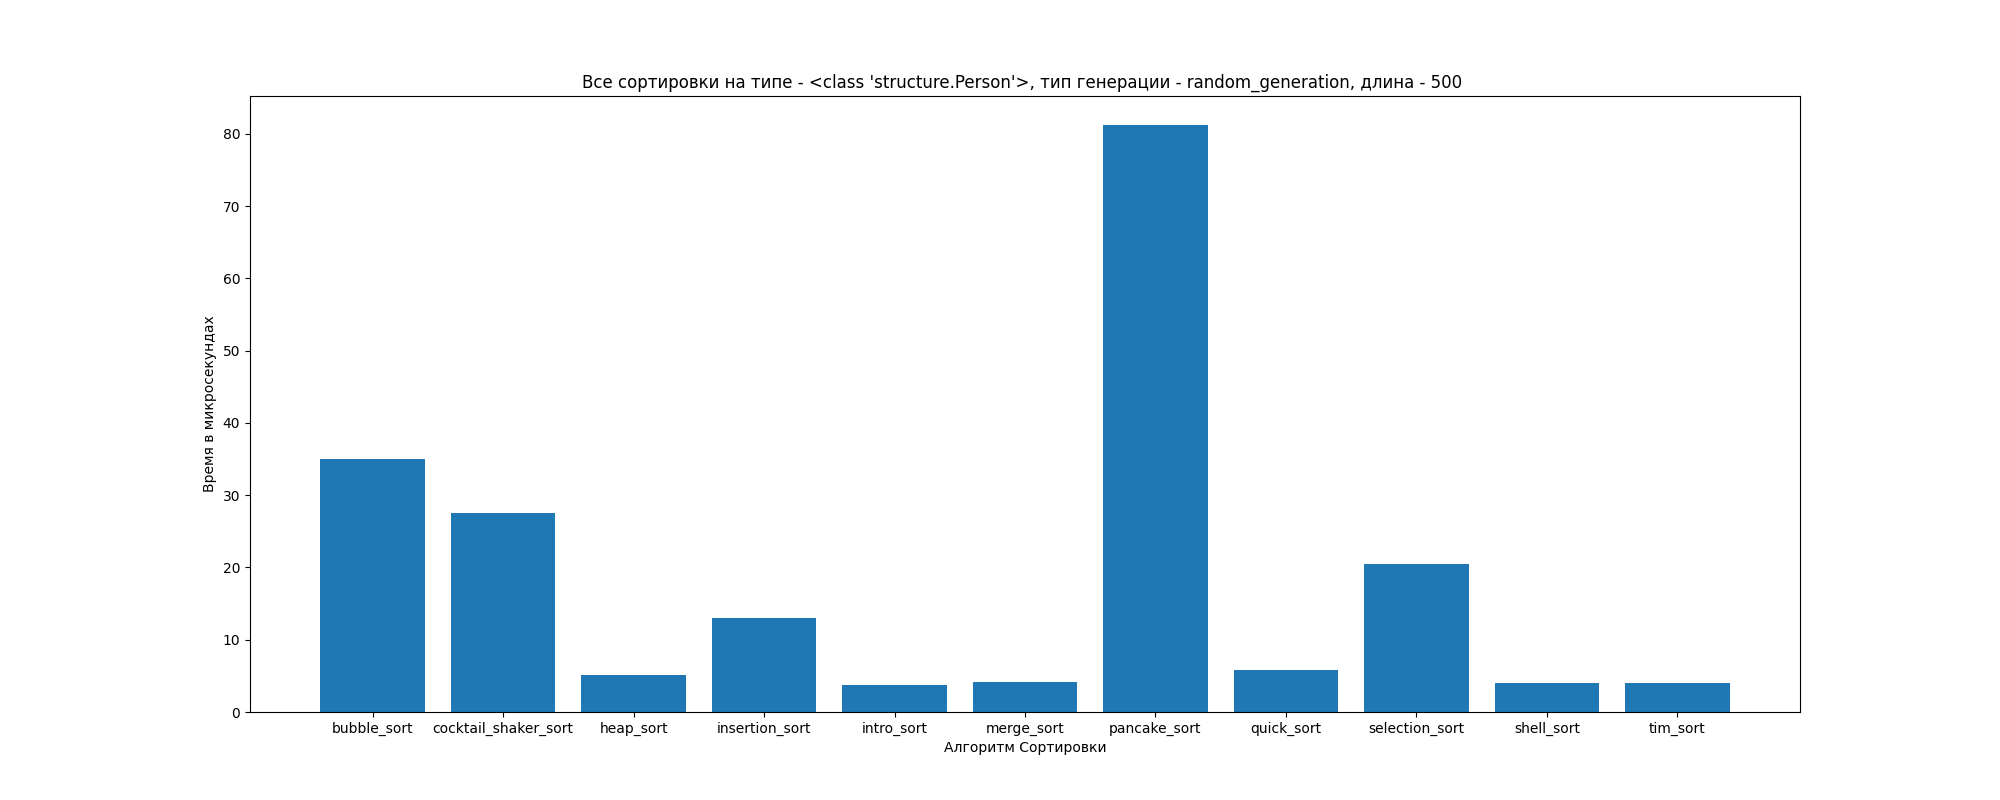 Все сортировки на типе - <class 'structure.Person'>, тип генерации - random_generation, длина - 500
Время в микросекундах
80
70
60
50
40
30
20
10
0
bubble_sort cocktail_shaker_sort heap_sort insertion_sort intro_sort merge_sort pancake_sort quick_sort selection_sort shell_sort tim_sort
Алгоритм Сортировки